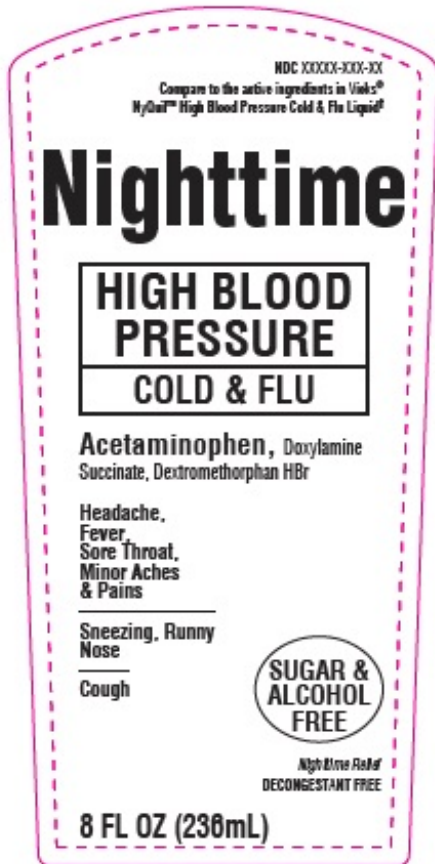 NDC XXXXX-XXX-XX
Compare to the active ingredients in Vicks®
NyQuil™ High Blood Pressure Cold & Flu Liquid†
Nighttime
HIGH BLOOD
PRESSURE
COLD & FLU
Acetaminophen, Doxylamine
Succinate, Dextromethorphan HBr
Headache,
Fever,
Sore Throat,
Minor Aches
& Pains
Sneezing, Runny
Nose
Cough
SUGAR &
ALCOHOL
FREE
Nighttime Relief
DECONGESTANT FREE
8 FL OZ (236mL)